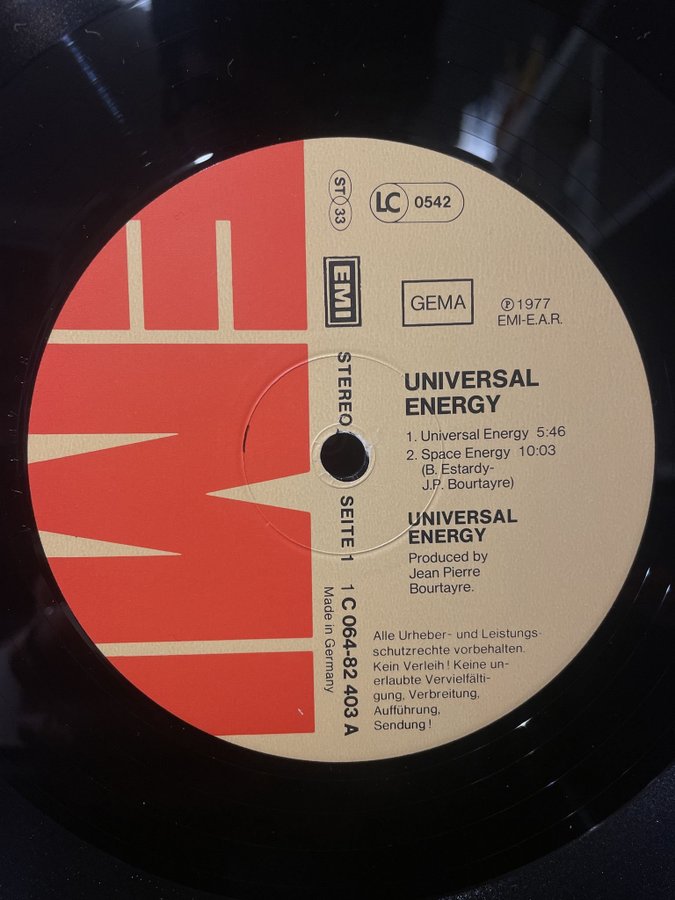 EMI
ST 33
LC 0542
EMI
GEMA
℗ 1977
EMI-E.A.R.
STEREO
SEITE 1
1 C 064-82 403 A
Made in Germany
UNIVERSAL
ENERGY
1. Universal Energy 5:46
2. Space Energy 10:03
(B. Estardy-
J.P. Bourtayre)
UNIVERSAL
ENERGY
Produced by
Jean Pierre
Bourtayre.
Alle Urheber- und Leistungs-
schutzrechte vorbehalten.
Kein Verleih! Keine un-
erlaubte Vervielfälti-
gung, Verbreitung,
Aufführung,
Sendung!